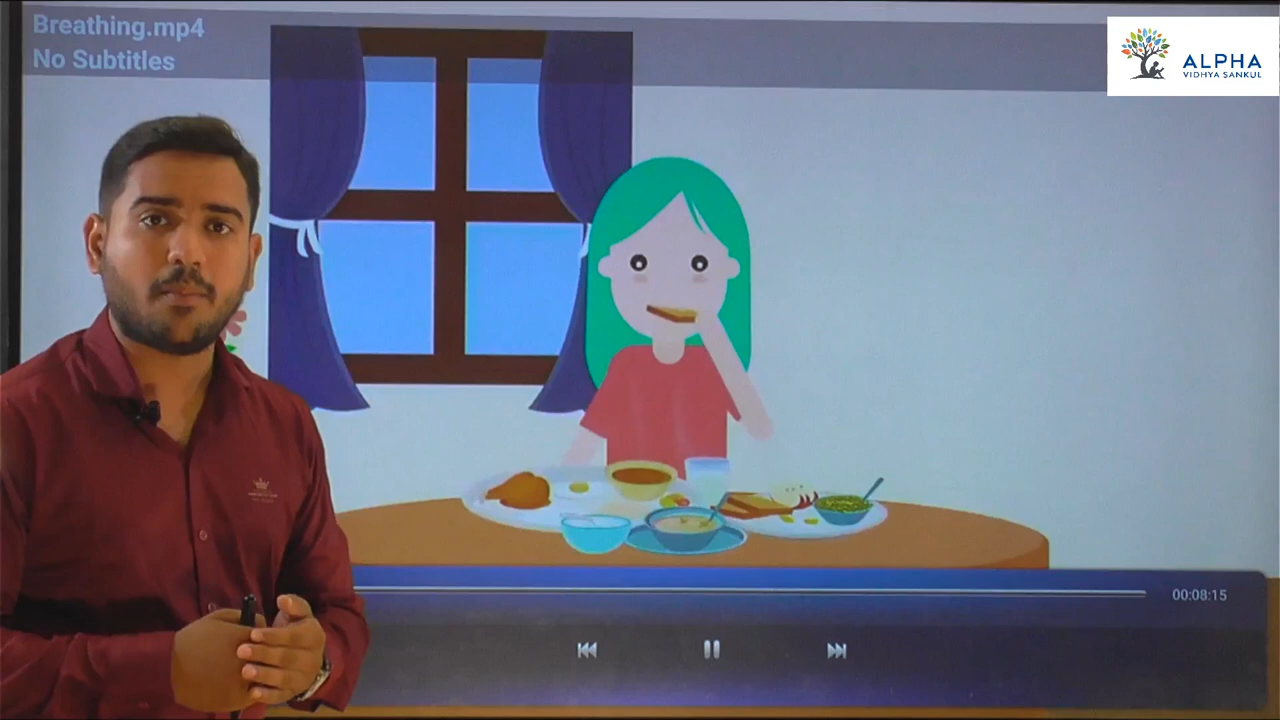 Breathing.mp4
No Subtitles
ALPHA
VIDHYA SANKUL
00:08:15